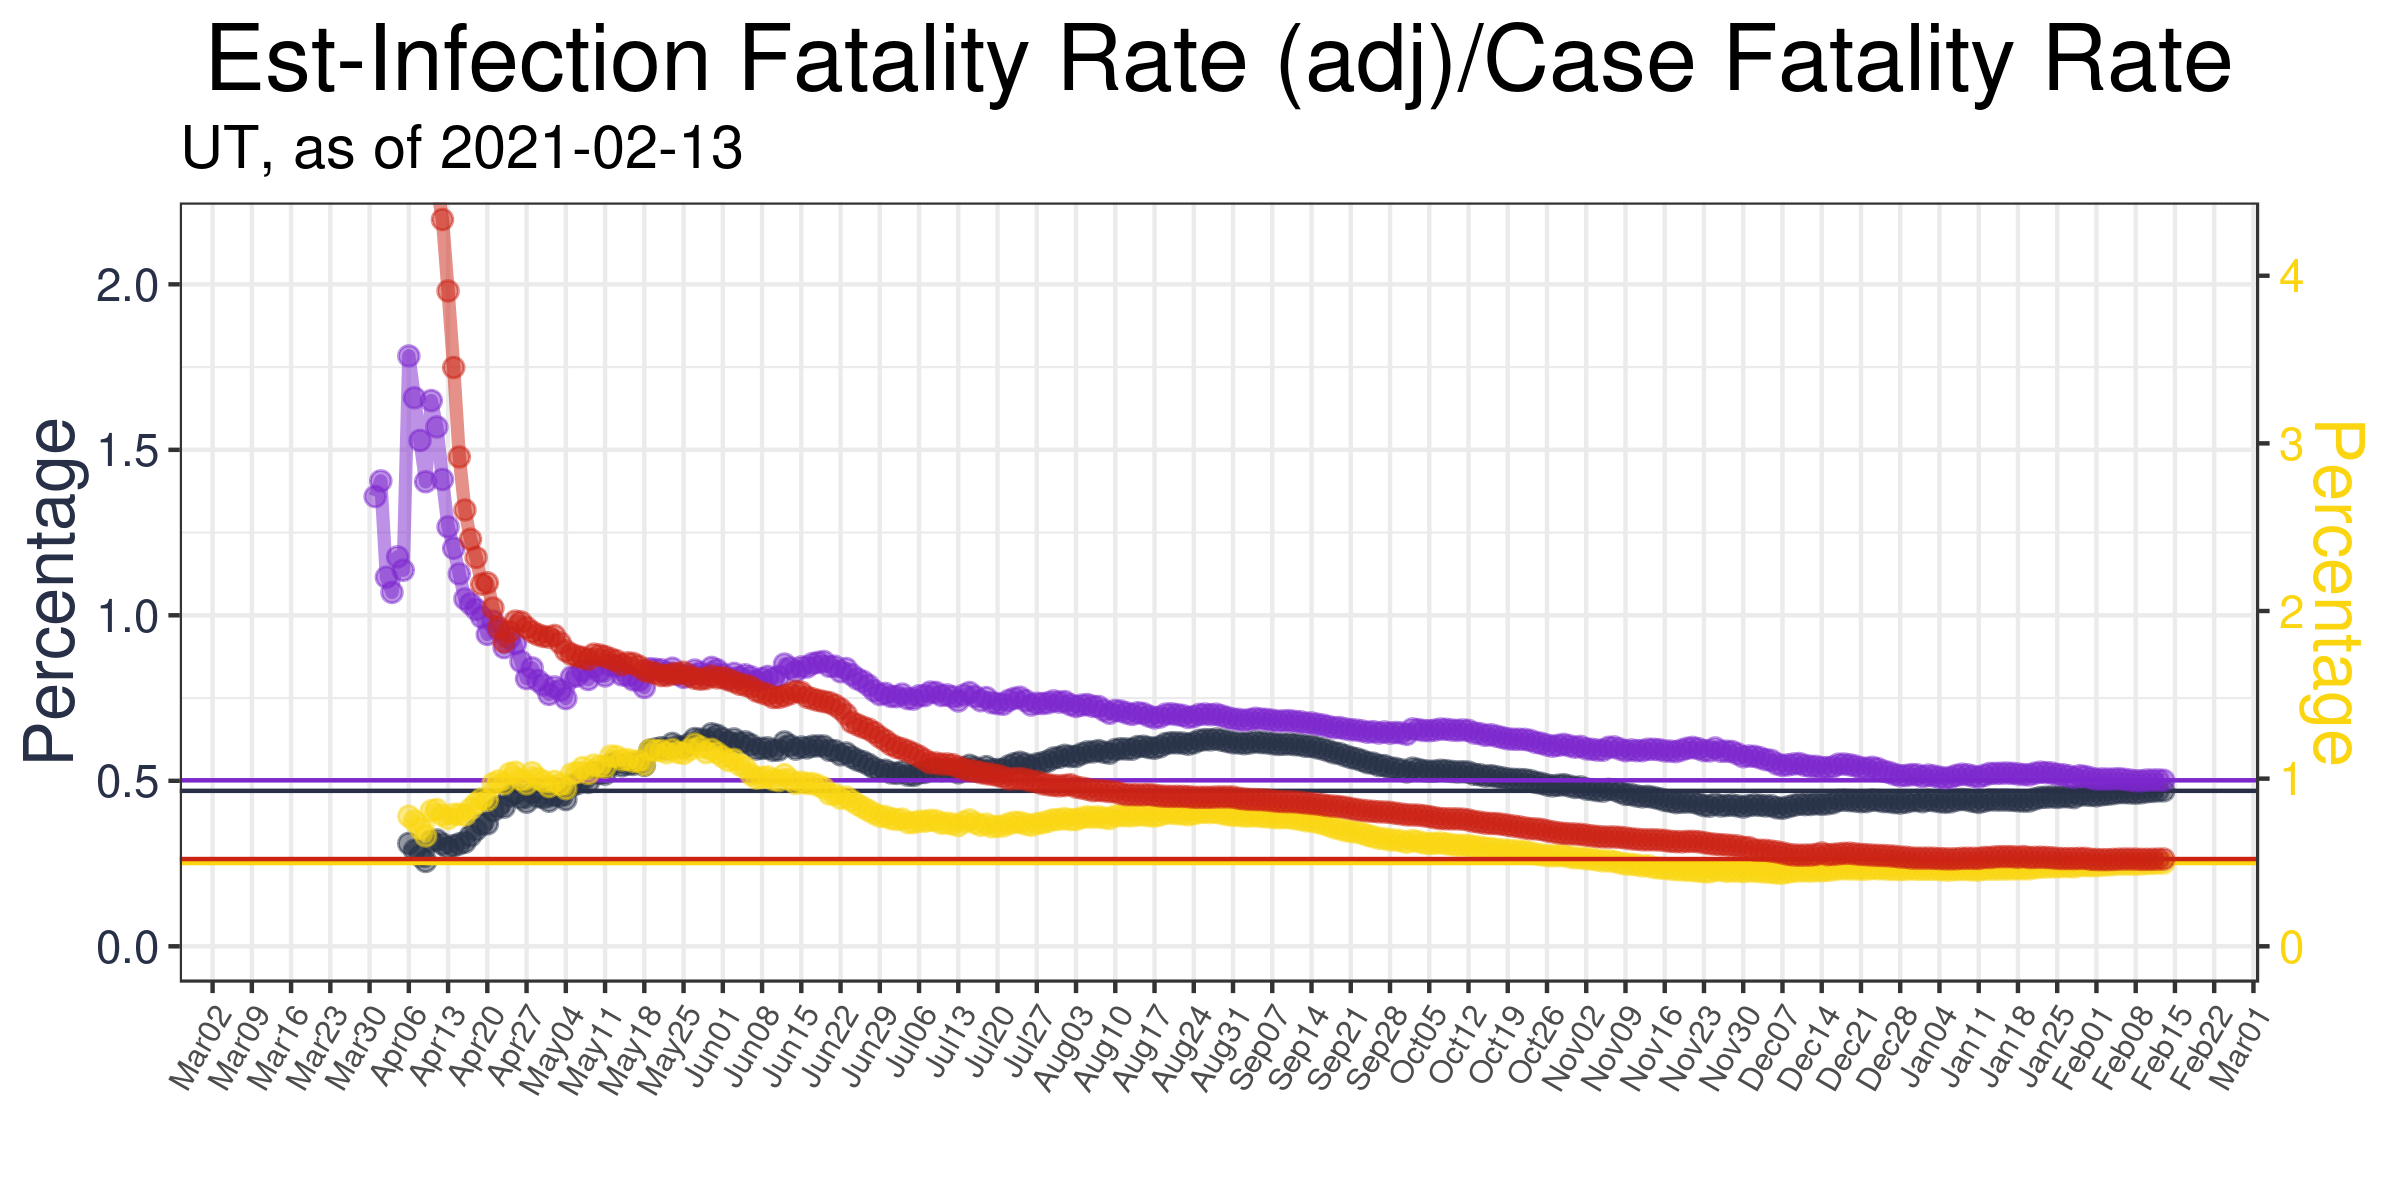 Est-Infection Fatality Rate (adj)/Case Fatality Rate
UT, as of 2021-02-13
Percentage
2.0
1.5
1.0
0.5
0.0
4
3
2
1
0
Percentage
Mar02 Mar09 Mar16 Mar23 Mar30 Apr06 Apr13 Apr20 Apr27 May04 May11 May18 May25 Jun01 Jun08 Jun15 Jun22 Jun29 Jul06 Jul13 Jul20 Jul27 Aug03 Aug10 Aug17 Aug24 Aug31 Sep07 Sep14 Sep21 Sep28 Oct05 Oct12 Oct19 Oct26 Nov02 Nov09 Nov16 Nov23 Nov30 Dec07 Dec14 Dec21 Dec28 Jan04 Jan11 Jan18 Jan25 Feb01 Feb08 Feb15 Feb22 Mar01